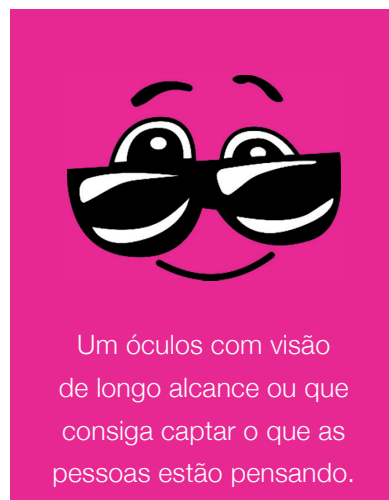 Um óculos com visão
de longo alcance ou que
consiga captar o que as
pessoas estão pensando.